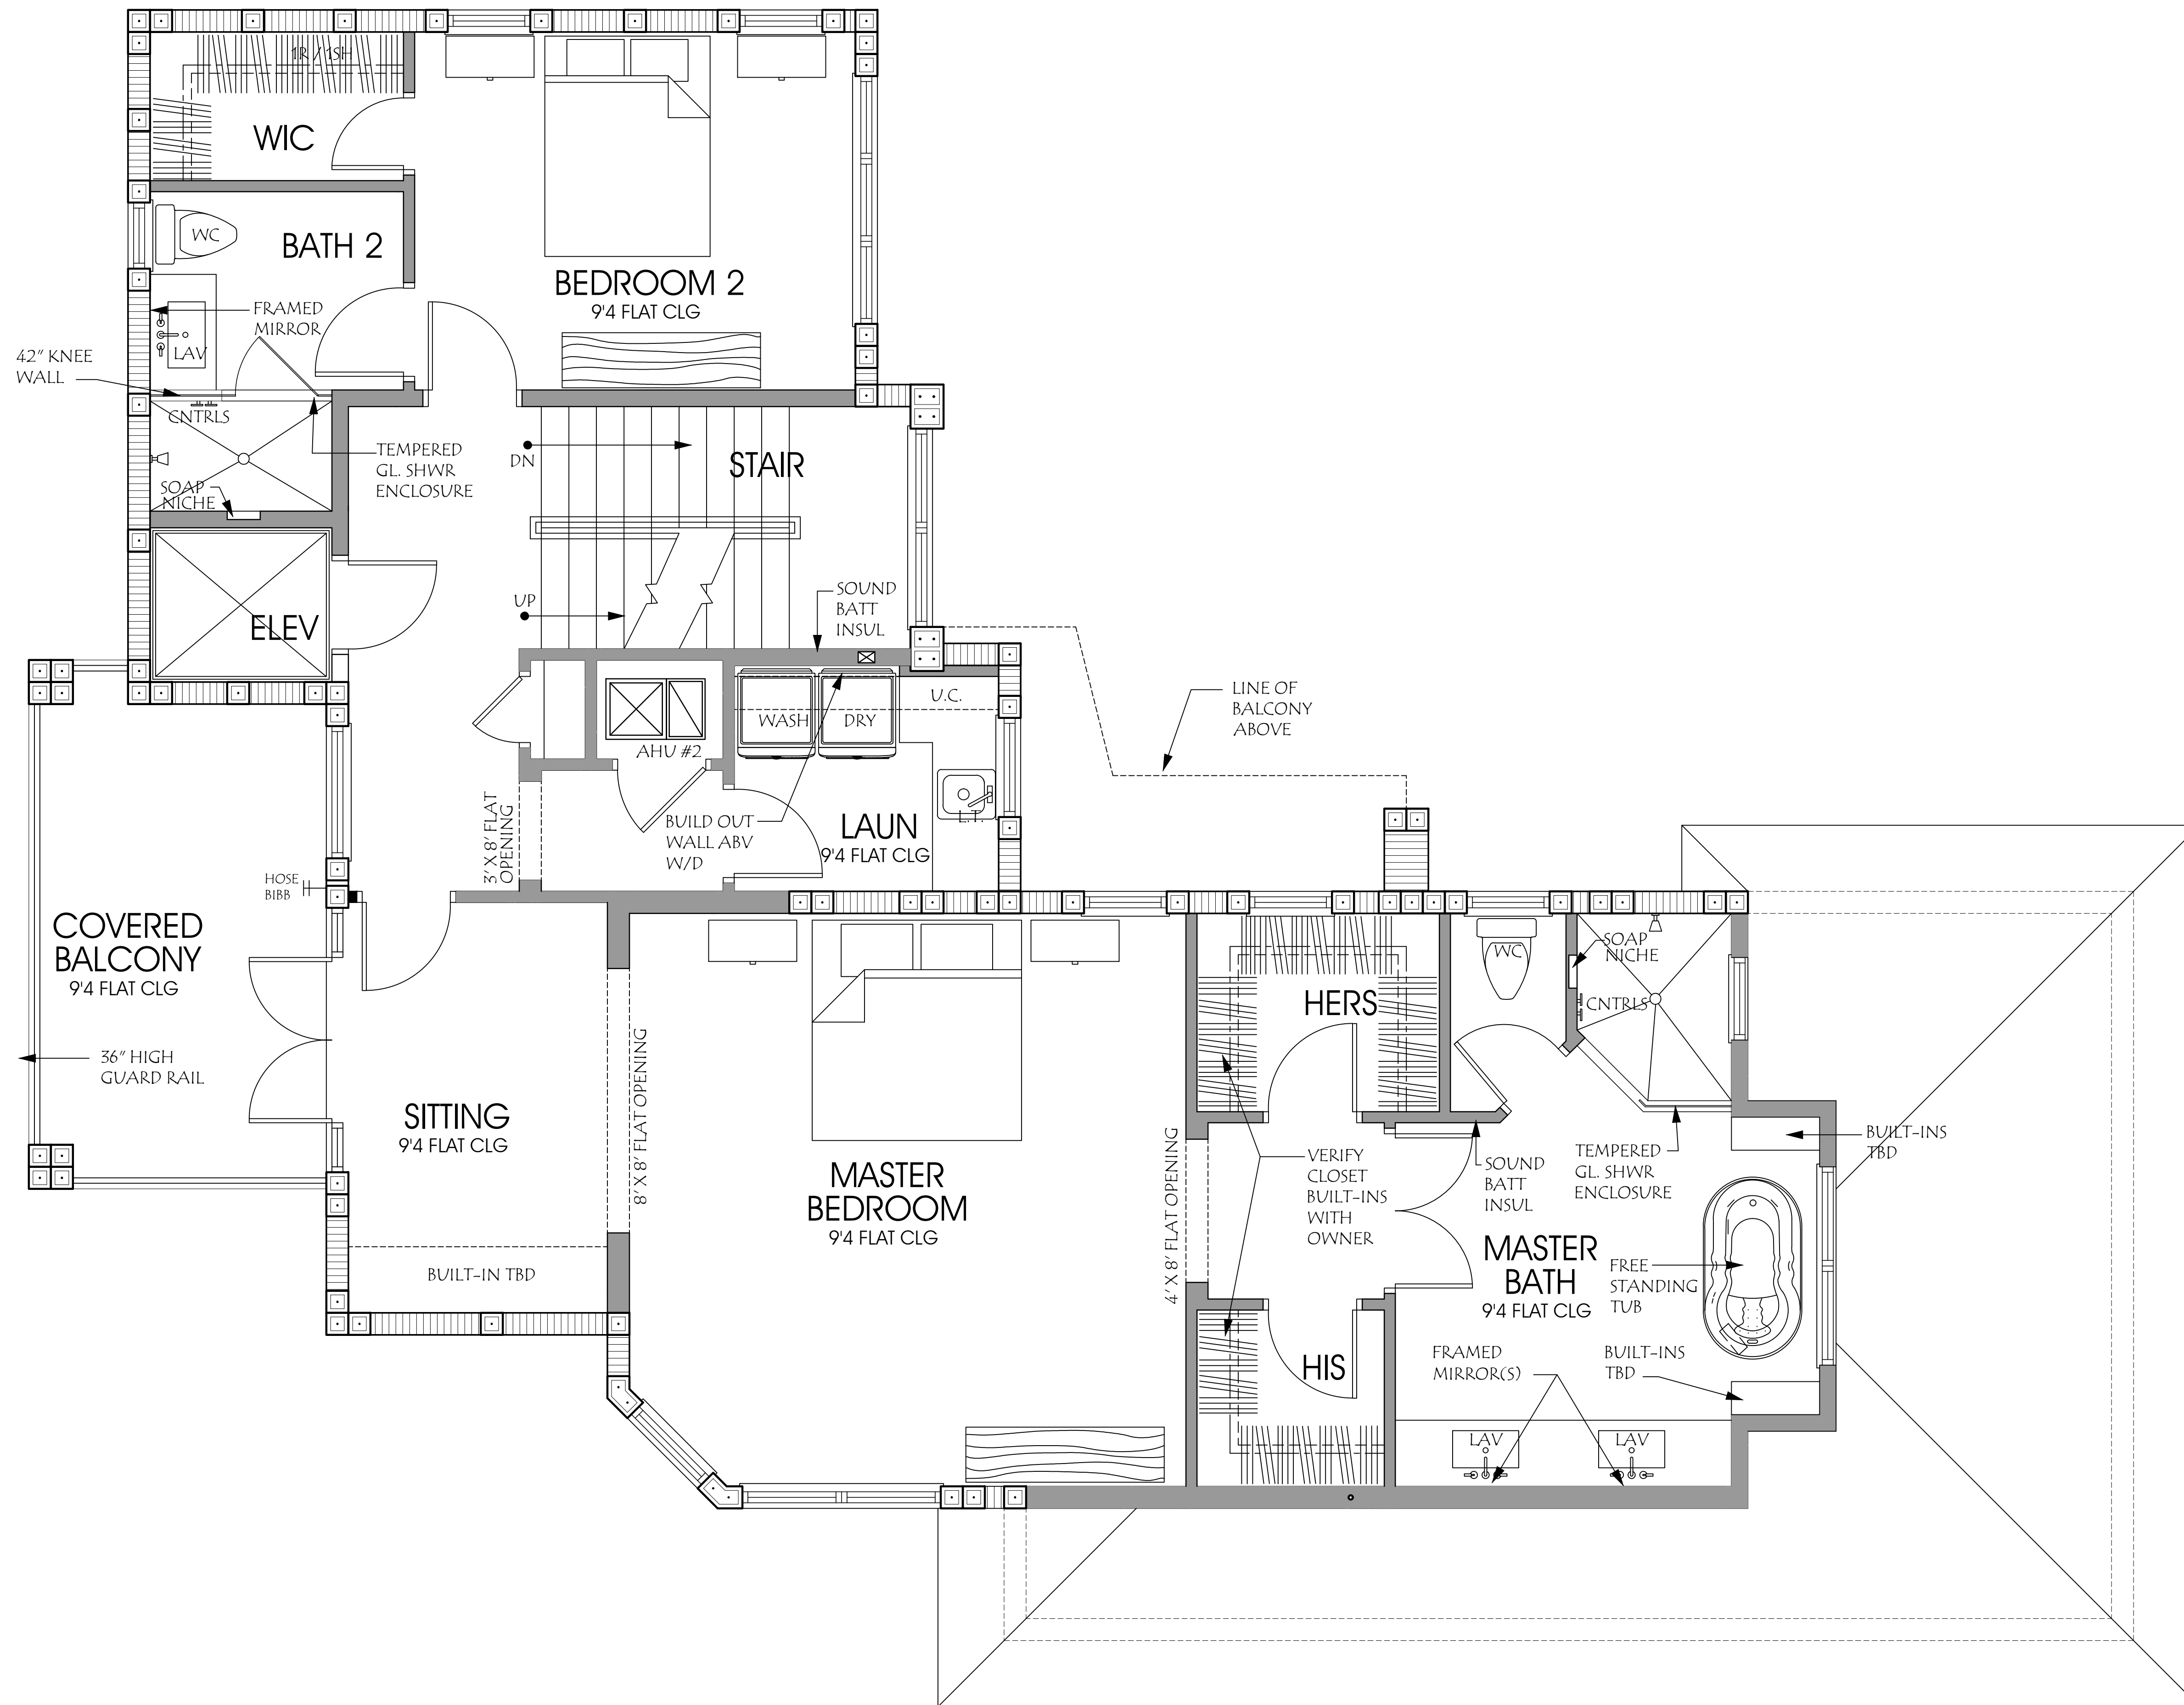 1R / 1SH
WIC
WC
BATH 2
BEDROOM 2
9'4 FLAT CLG
FRAMED
MIRROR
LAV
42" KNEE
WALL
CNTRLS
TEMPERED
GL. SHWR
ENCLOSURE
SOAP
NICHE
DN
STAIR
UP
SOUND
BATT
INSUL
ELEV
LINE OF
BALCONY
ABOVE
WASH
DRY
U.C.
AHU #2
L.T.
3' X 8' FLAT
OPENING
BUILD OUT
WALL ABV
W/D
LAUN
9'4 FLAT CLG
HOSE
BIBB
COVERED
BALCONY
9'4 FLAT CLG
36" HIGH
GUARD RAIL
SITTING
9'4 FLAT CLG
8' X 8' FLAT OPENING
BUILT-IN TBD
MASTER
BEDROOM
9'4 FLAT CLG
4' X 8' FLAT OPENING
HERS
WC
SOAP
NICHE
CNTRLS
VERIFY
CLOSET
BUILT-INS
WITH
OWNER
SOUND
BATT
INSUL
TEMPERED
GL. SHWR
ENCLOSURE
BUILT-INS
TBD
MASTER
BATH
9'4 FLAT CLG
FREE
STANDING
TUB
HIS
FRAMED
MIRROR(S)
BUILT-INS
TBD
LAV
LAV